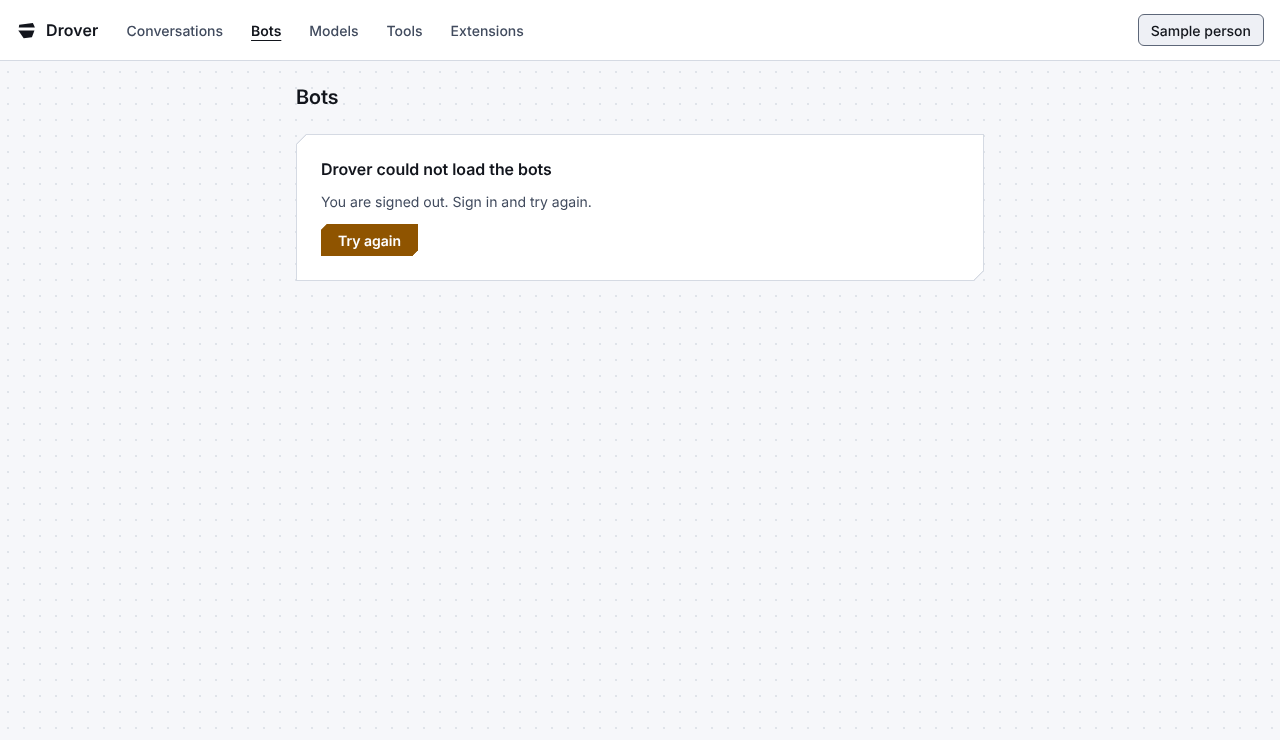 Drover Conversations Bots Models Tools Extensions Sample person
Bots
Drover could not load the bots
You are signed out. Sign in and try again.
Try again